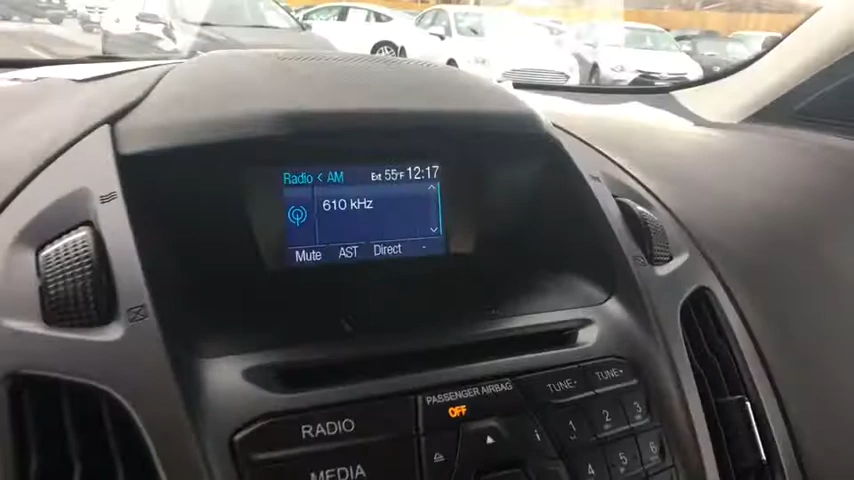 Radio < AM Ext 55°F 12:17
610 kHz
Mute AST Direct -
PASSENGER AIRBAG
OFF
TUNE- TUNE+
RADIO
MEDIA
1 2 3
4 5 6